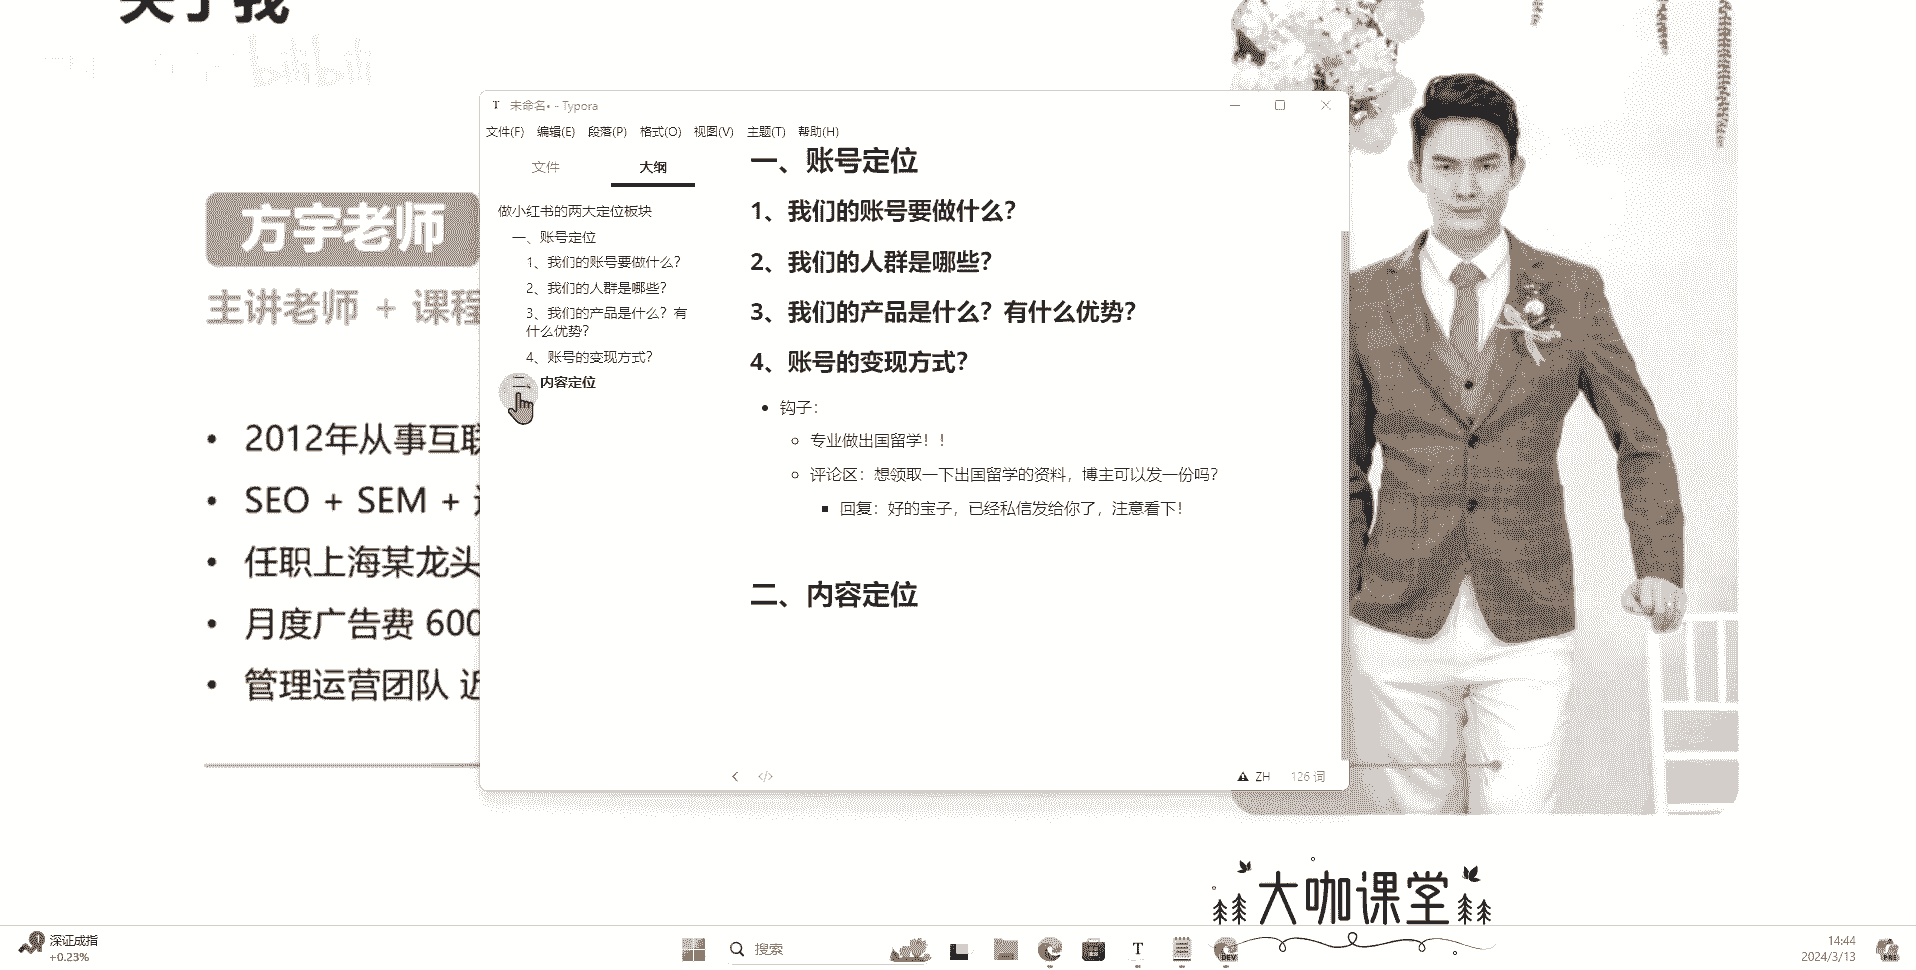 关于我
bilibili
方宇老师
主讲老师 + 课程
• 2012年从事互联
• SEO + SEM +
• 任职上海某龙头
• 月度广告费 600
• 管理运营团队 近
T 未命名• - Typora
文件(F) 编辑(E) 段落(P) 格式(O) 视图(V) 主题(T) 帮助(H)
文件 大纲
做小红书的两大定位板块
一、账号定位
1、我们的账号要做什么？
2、我们的人群是哪些？
3、我们的产品是什么？有
什么优势？
4、账号的变现方式？
二、内容定位
一、账号定位
1、我们的账号要做什么？
2、我们的人群是哪些？
3、我们的产品是什么？有什么优势？
4、账号的变现方式？
• 钩子：
专业做出国留学！！
评论区：想领取一下出国留学的资料，博主可以发一份吗？
回复：好的宝子，已经私信发给你了，注意看下！
二、内容定位
ZH 126 词
大咖课堂
深证成指
+0.23%
搜索
T
DEV
14:44
2024/3/13